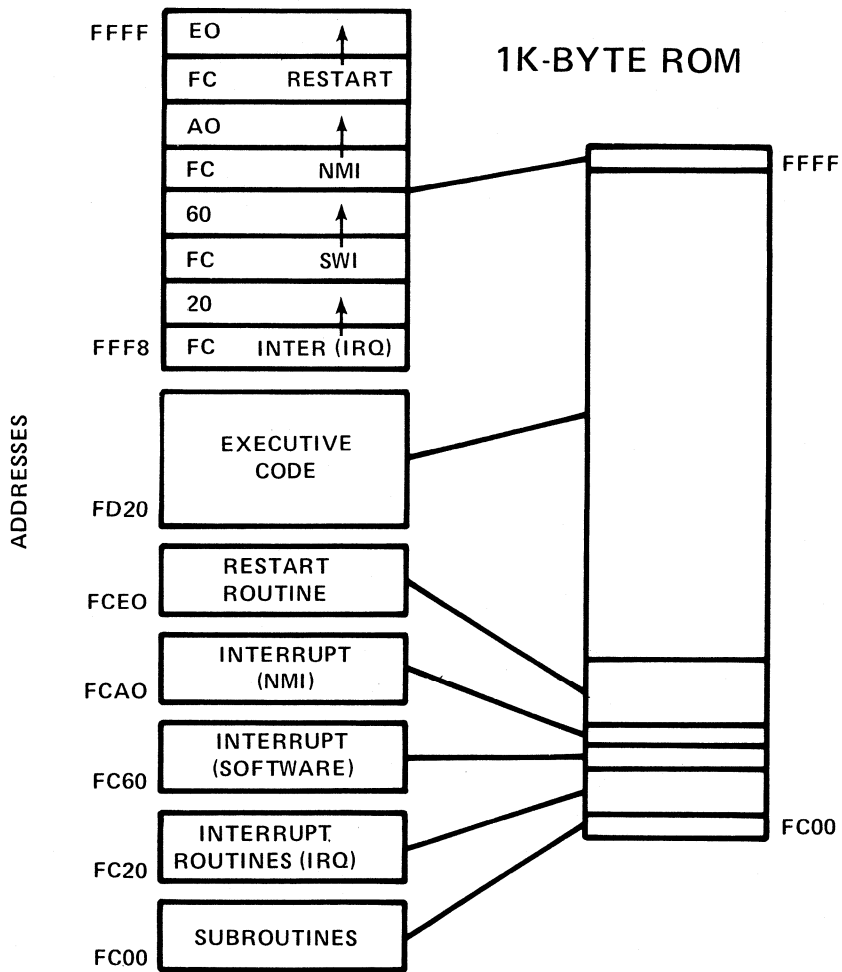 1K-BYTE ROM
FFFF EO
FC RESTART
AO
FC NMI
60
FC SWI
20
FFF8 FC INTER (IRQ)
FFFF
ADDRESSES
EXECUTIVE
CODE
FD20
RESTART
ROUTINE
FCEO
INTERRUPT
(NMI)
FCAO
INTERRUPT
(SOFTWARE)
FC60
INTERRUPT.
ROUTINES (IRQ)
FC20
SUBROUTINES
FC00
FC00